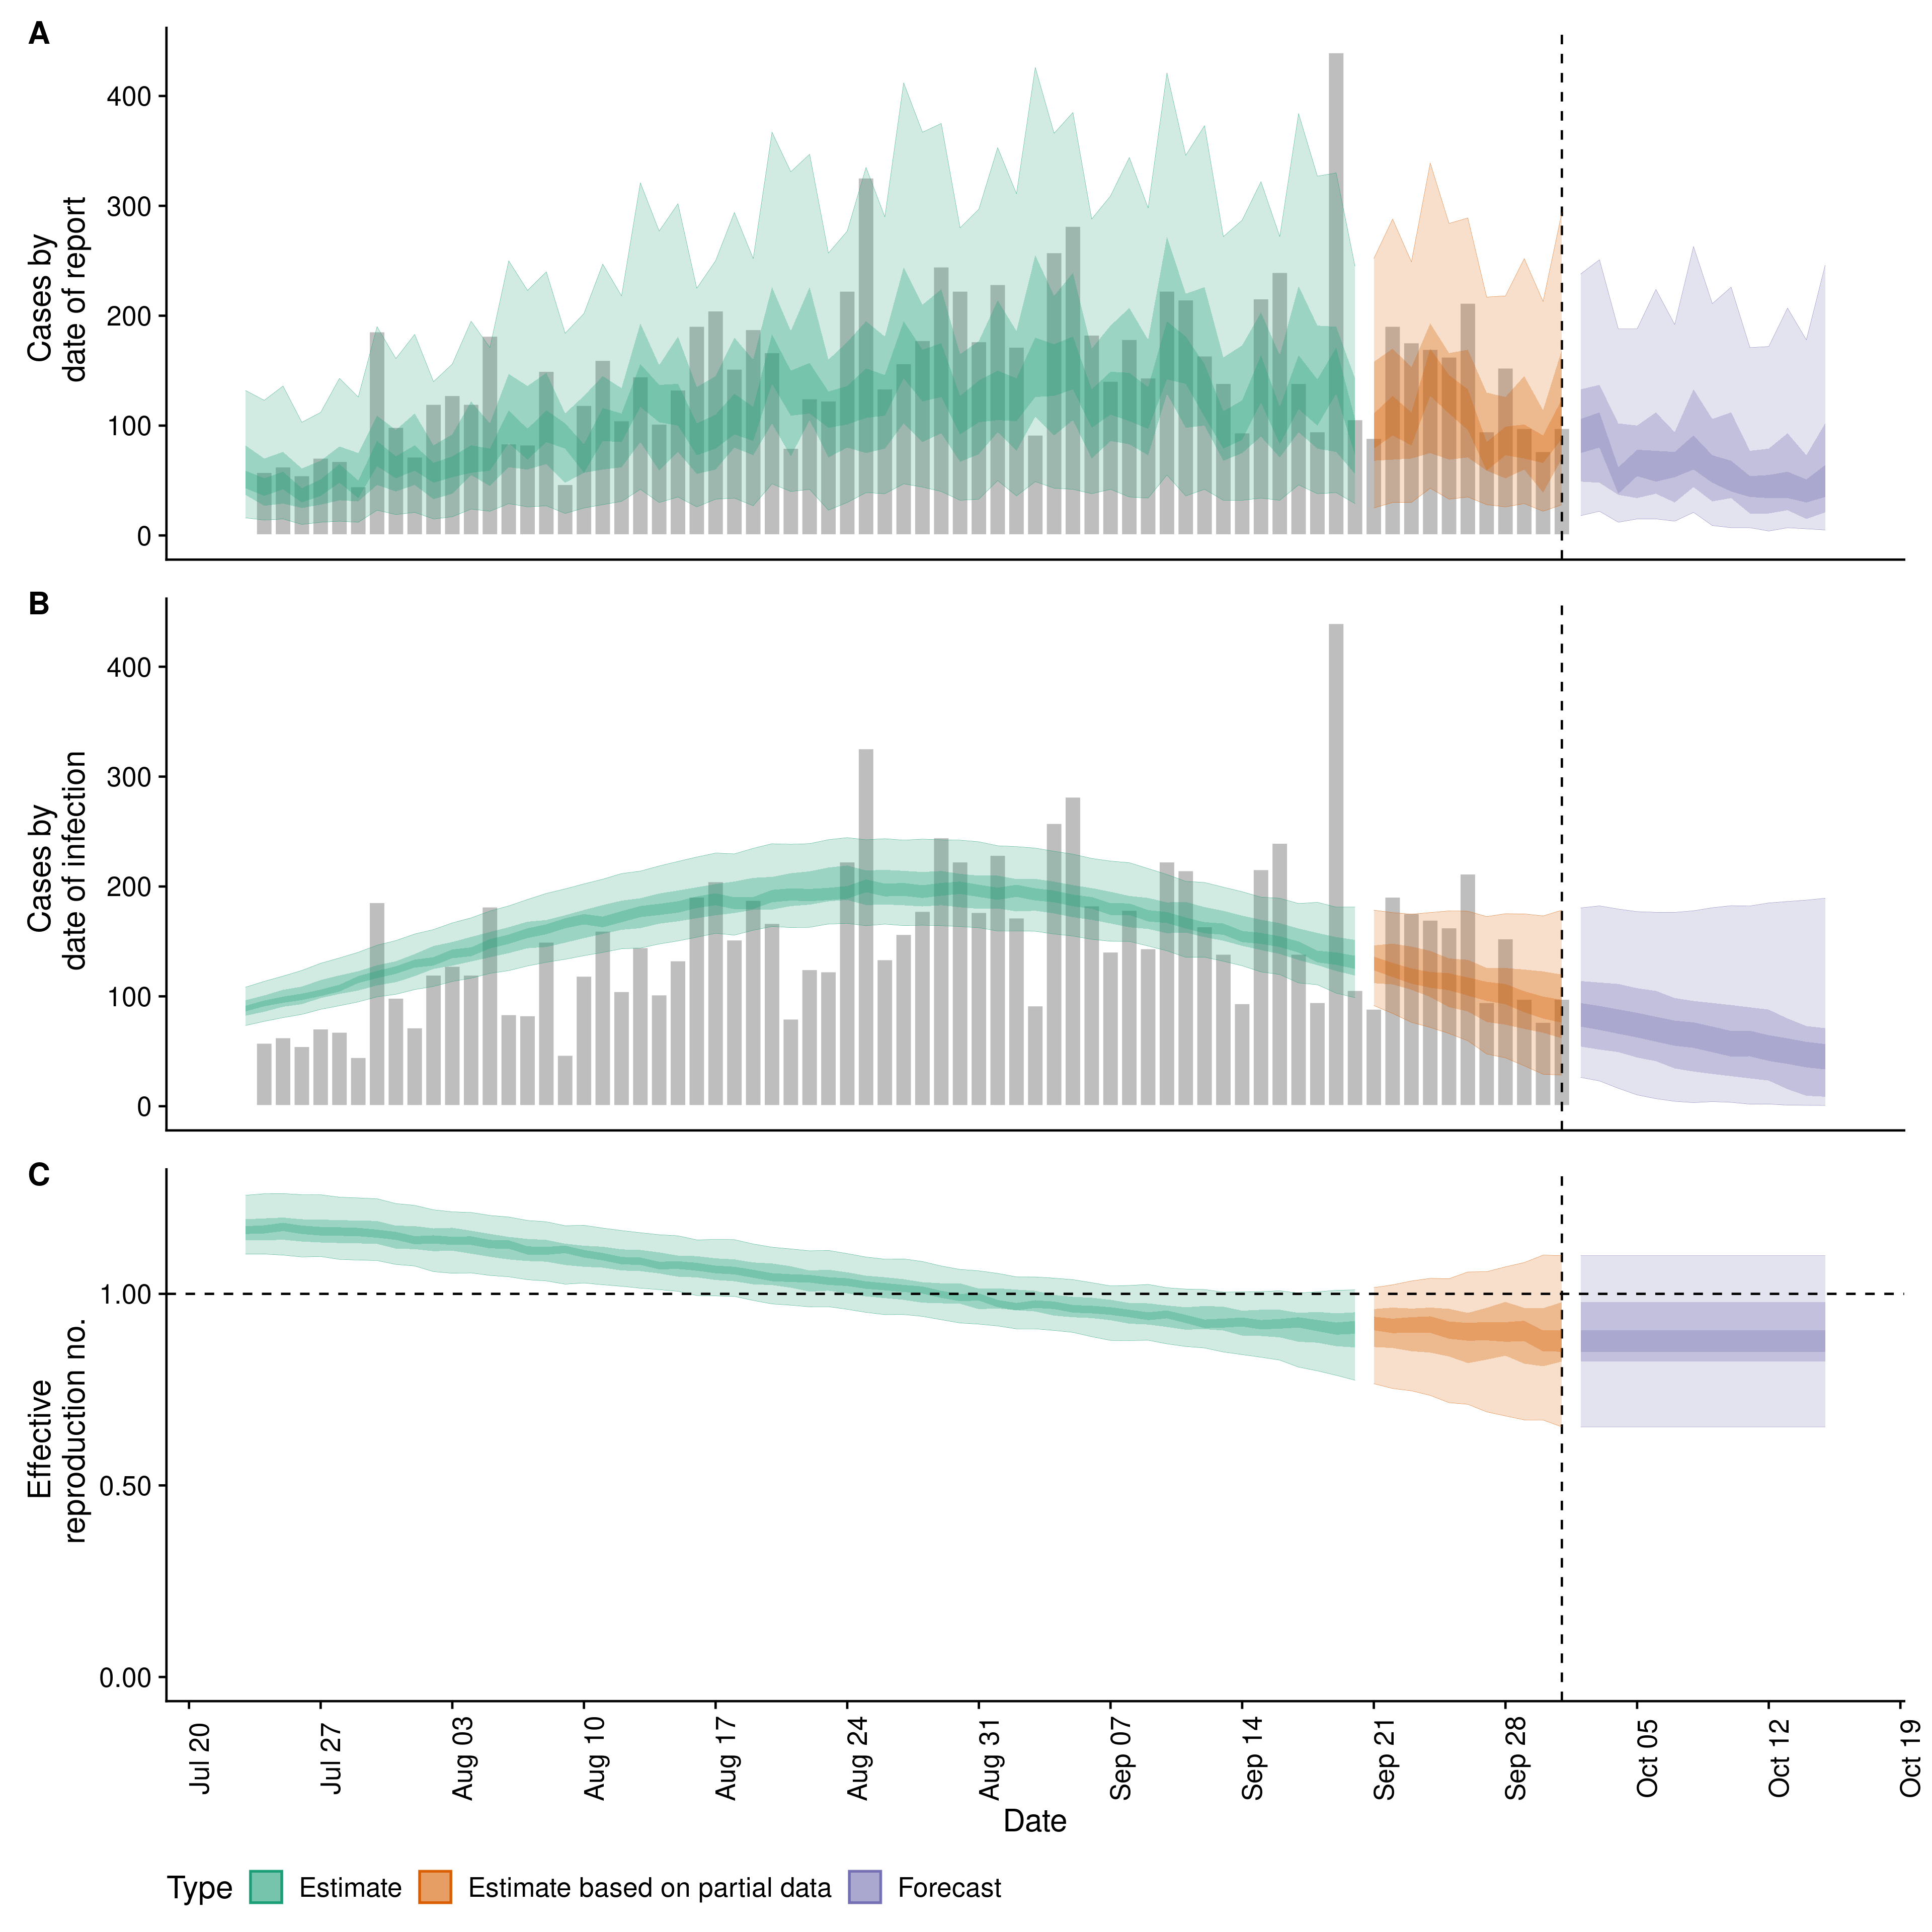 A
Cases by
date of report
400
300
200
100
0
B
Cases by
date of infection
400
300
200
100
0
C
Effective
reproduction no.
1.00
0.50
0.00
Jul 20
Jul 27
Aug 03
Aug 10
Aug 17
Aug 24
Aug 31
Sep 07
Sep 14
Sep 21
Sep 28
Oct 05
Oct 12
Oct 19
Date
Type Estimate Estimate based on partial data Forecast